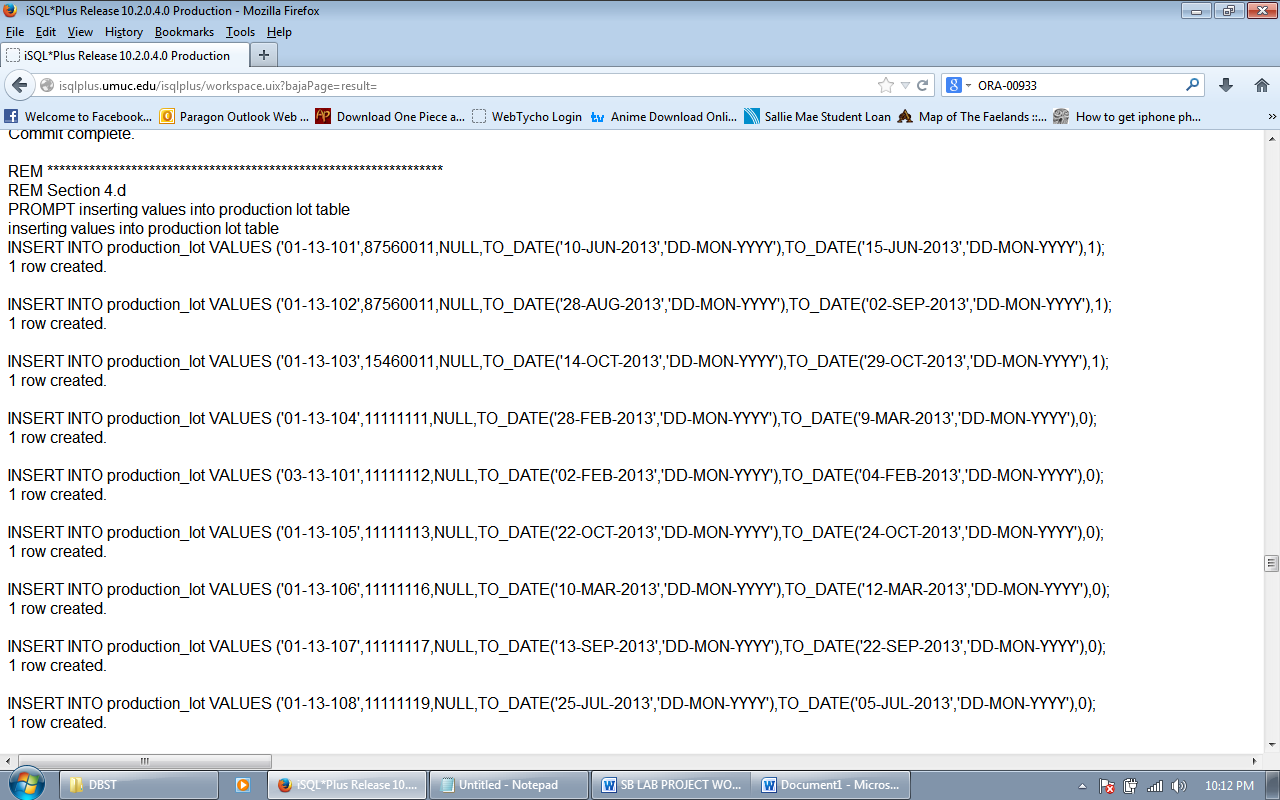 iSQL*Plus Release 10.2.0.4.0 Production - Mozilla Firefox
File Edit View History Bookmarks Tools Help
iSQL*Plus Release 10.2.0.4.0 Production
isqlplus.umuc.edu/isqlplus/workspace.uix?bajaPage=result=
ORA-00933
Welcome to Facebook... Paragon Outlook Web ... Download One Piece a... WebTycho Login Anime Download Onli... Sallie Mae Student Loan Map of The Faelands ::... How to get iphone ph...
Commit complete.
REM ******************************************************************
REM Section 4.d
PROMPT inserting values into production lot table
inserting values into production lot table
INSERT INTO production_lot VALUES ('01-13-101',87560011,NULL,TO_DATE('10-JUN-2013','DD-MON-YYYY'),TO_DATE('15-JUN-2013','DD-MON-YYYY'),1);
1 row created.
INSERT INTO production_lot VALUES ('01-13-102',87560011,NULL,TO_DATE('28-AUG-2013','DD-MON-YYYY'),TO_DATE('02-SEP-2013','DD-MON-YYYY'),1);
1 row created.
INSERT INTO production_lot VALUES ('01-13-103',15460011,NULL,TO_DATE('14-OCT-2013','DD-MON-YYYY'),TO_DATE('29-OCT-2013','DD-MON-YYYY'),1);
1 row created.
INSERT INTO production_lot VALUES ('01-13-104',11111111,NULL,TO_DATE('28-FEB-2013','DD-MON-YYYY'),TO_DATE('9-MAR-2013','DD-MON-YYYY'),0);
1 row created.
INSERT INTO production_lot VALUES ('03-13-101',11111112,NULL,TO_DATE('02-FEB-2013','DD-MON-YYYY'),TO_DATE('04-FEB-2013','DD-MON-YYYY'),0);
1 row created.
INSERT INTO production_lot VALUES ('01-13-105',11111113,NULL,TO_DATE('22-OCT-2013','DD-MON-YYYY'),TO_DATE('24-OCT-2013','DD-MON-YYYY'),0);
1 row created.
INSERT INTO production_lot VALUES ('01-13-106',11111116,NULL,TO_DATE('10-MAR-2013','DD-MON-YYYY'),TO_DATE('12-MAR-2013','DD-MON-YYYY'),0);
1 row created.
INSERT INTO production_lot VALUES ('01-13-107',11111117,NULL,TO_DATE('13-SEP-2013','DD-MON-YYYY'),TO_DATE('22-SEP-2013','DD-MON-YYYY'),0);
1 row created.
INSERT INTO production_lot VALUES ('01-13-108',11111119,NULL,TO_DATE('25-JUL-2013','DD-MON-YYYY'),TO_DATE('05-JUL-2013','DD-MON-YYYY'),0);
1 row created.
DBST iSQL*Plus Release 10.... Untitled - Notepad SB LAB PROJECT WO... Document1 - Micros... 10:12 PM